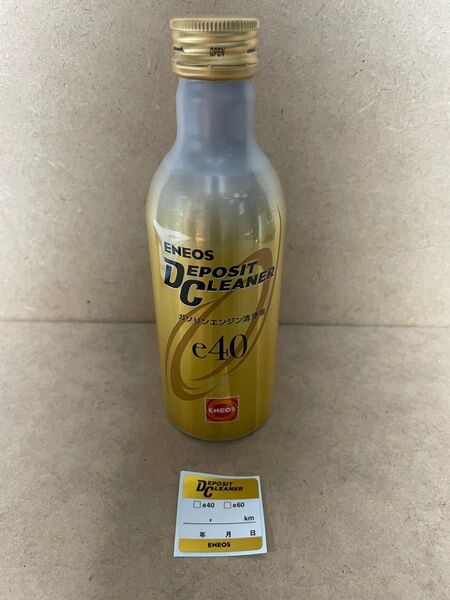 OPEN
ENEOS
DEPOSIT
CLEANER
ガソリンエンジン清浄剤
e40
ENEOS
DEPOSIT
CLEANER
□e40 □e60
, km
年 月 日
ENEOS